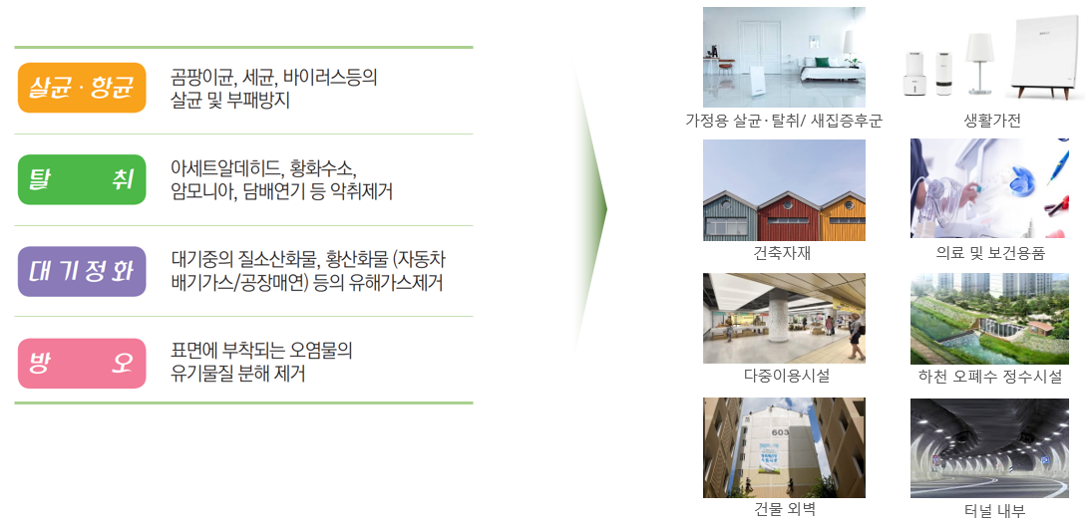 살균·항균
곰팡이균, 세균, 바이러스등의
살균 및 부패방지
탈 취
아세트알데히드, 황화수소,
암모니아, 담배연기 등 악취제거
대기정화
대기중의 질소산화물, 황산화물 (자동차
배기가스/공장매연) 등의 유해가스제거
방 오
표면에 부착되는 오염물의
유기물질 분해 제거
가정용 살균·탈취/ 새집증후군
생활가전
건축자재
의료 및 보건용품
다중이용시설
하천 오폐수 정수시설
603
건물 외벽
터널 내부